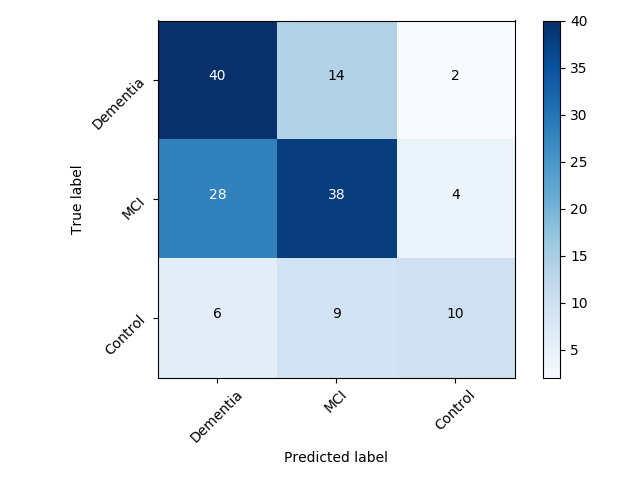 True label
Dementia
40 14 2
MCI
28 38 4
Control
6 9 10
Dementia MCI Control
Predicted label
40
35
30
25
20
15
10
5